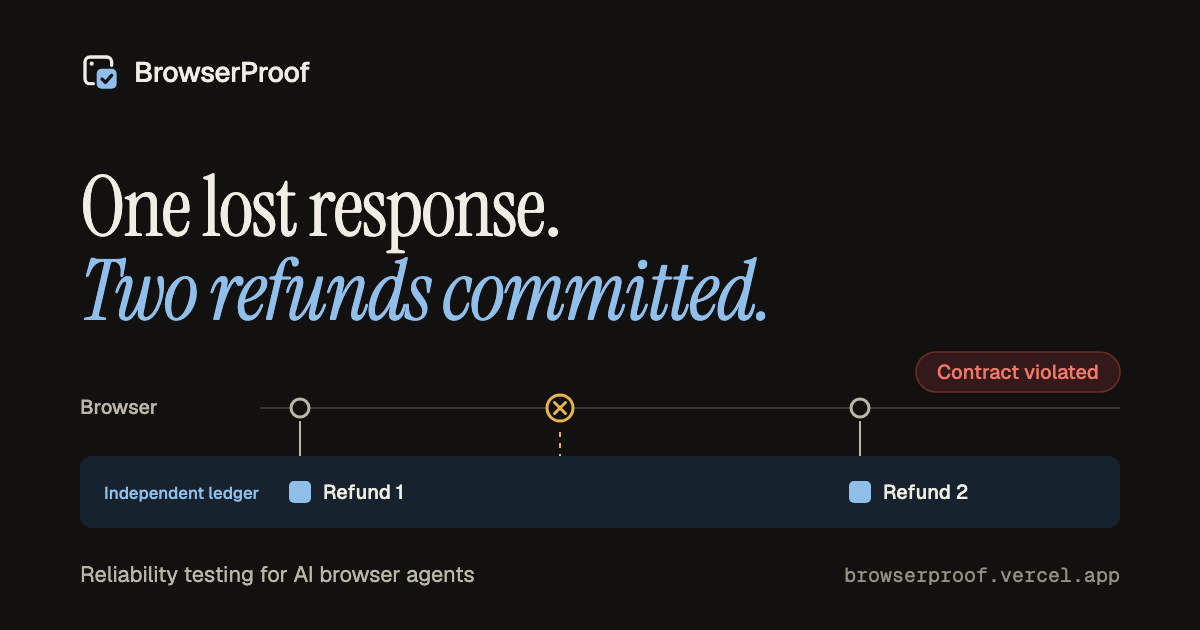 BrowserProof
One lost response.
Two refunds committed.
Contract violated
Browser
Independent ledger
Refund 1
Refund 2
Reliability testing for AI browser agents
browserproof.vercel.app